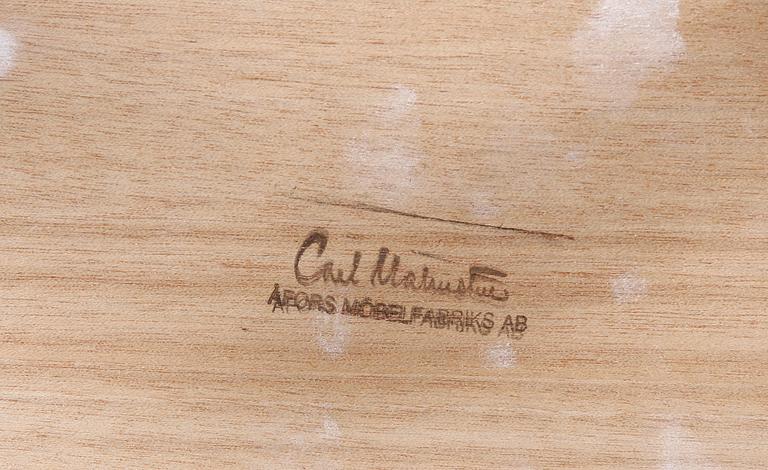 Carl Malmsten
ÅFORS MÖBELFABRIKS AB